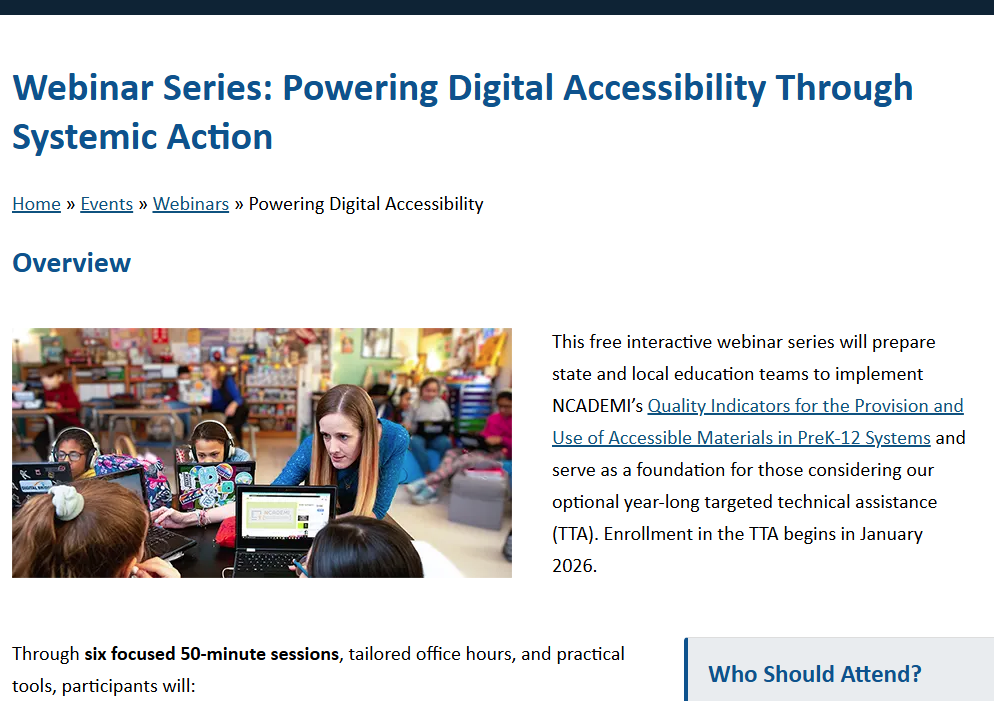 Webinar Series: Powering Digital Accessibility Through
Systemic Action
Home » Events » Webinars » Powering Digital Accessibility
Overview
This free interactive webinar series will prepare
state and local education teams to implement
NCADEMI’s Quality Indicators for the Provision and
Use of Accessible Materials in PreK-12 Systems and
serve as a foundation for those considering our
optional year-long targeted technical assistance
(TTA). Enrollment in the TTA begins in January
2026.
NCADEMI
Through six focused 50-minute sessions, tailored office hours, and practical
tools, participants will:
Who Should Attend?